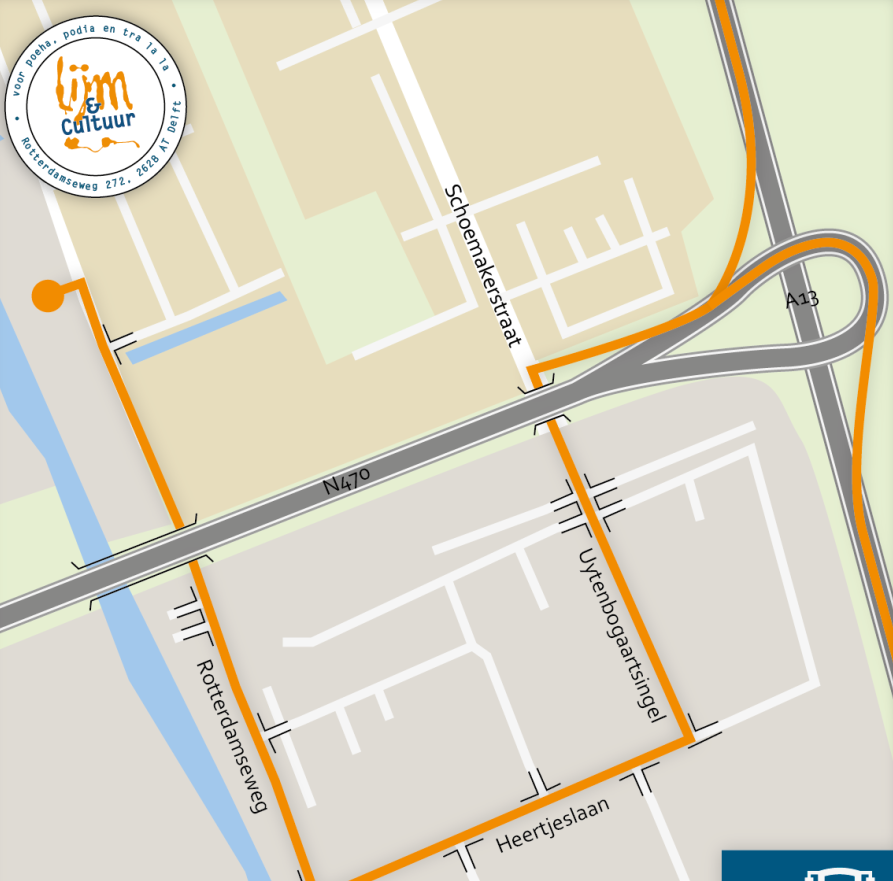 • voor poeha, podia en tra la la •
lijm
&
Cultuur
Rotterdamseweg 272, 2628 AT Delft
Schoemakerstraat
A13
N470
Uytenbogaartsingel
Rotterdamseweg
Heertjeslaan